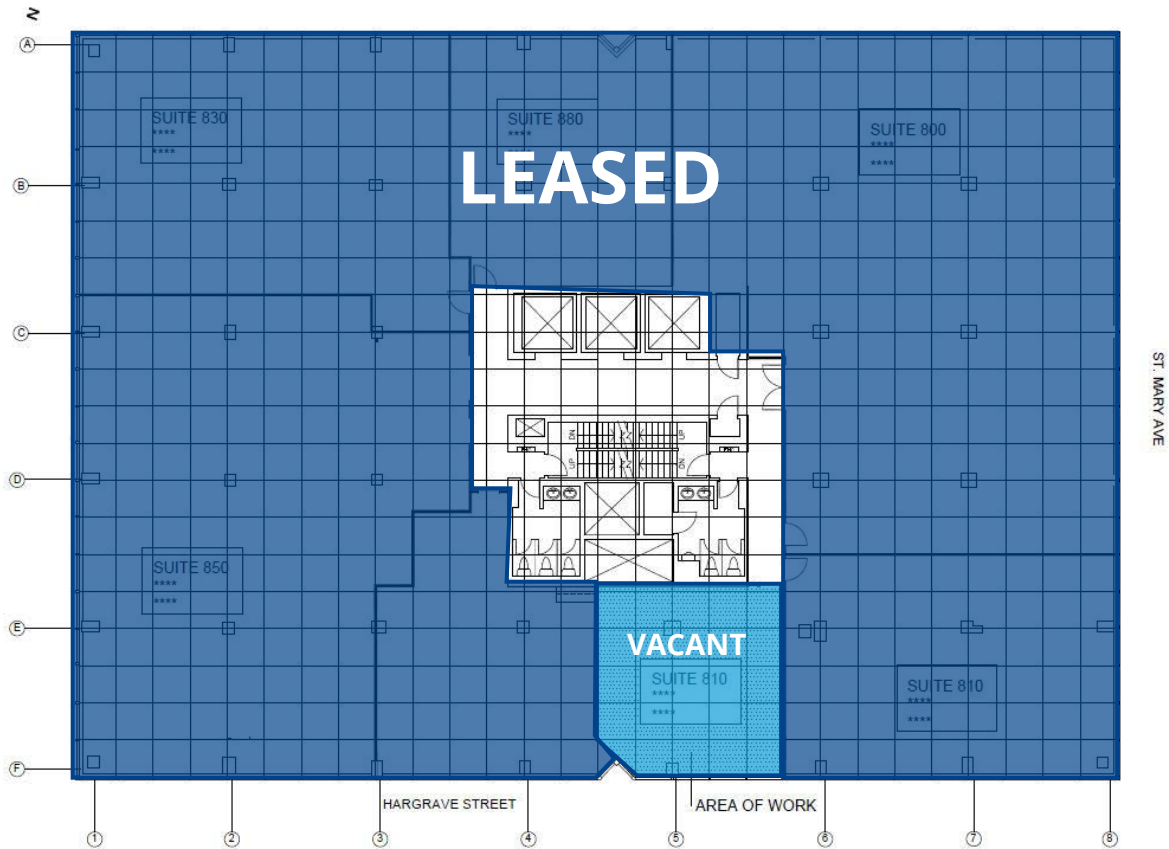 N
A
SUITE 830
****
****
SUITE 880
****
SUITE 800
****
****
LEASED
B
C
ST. MARY AVE
DN
UP
UP
DN
D
SUITE 850
****
****
E
VACANT
SUITE 810
****
****
SUITE 810
****
****
F
HARGRAVE STREET
AREA OF WORK
1
2
3
4
5
6
7
8